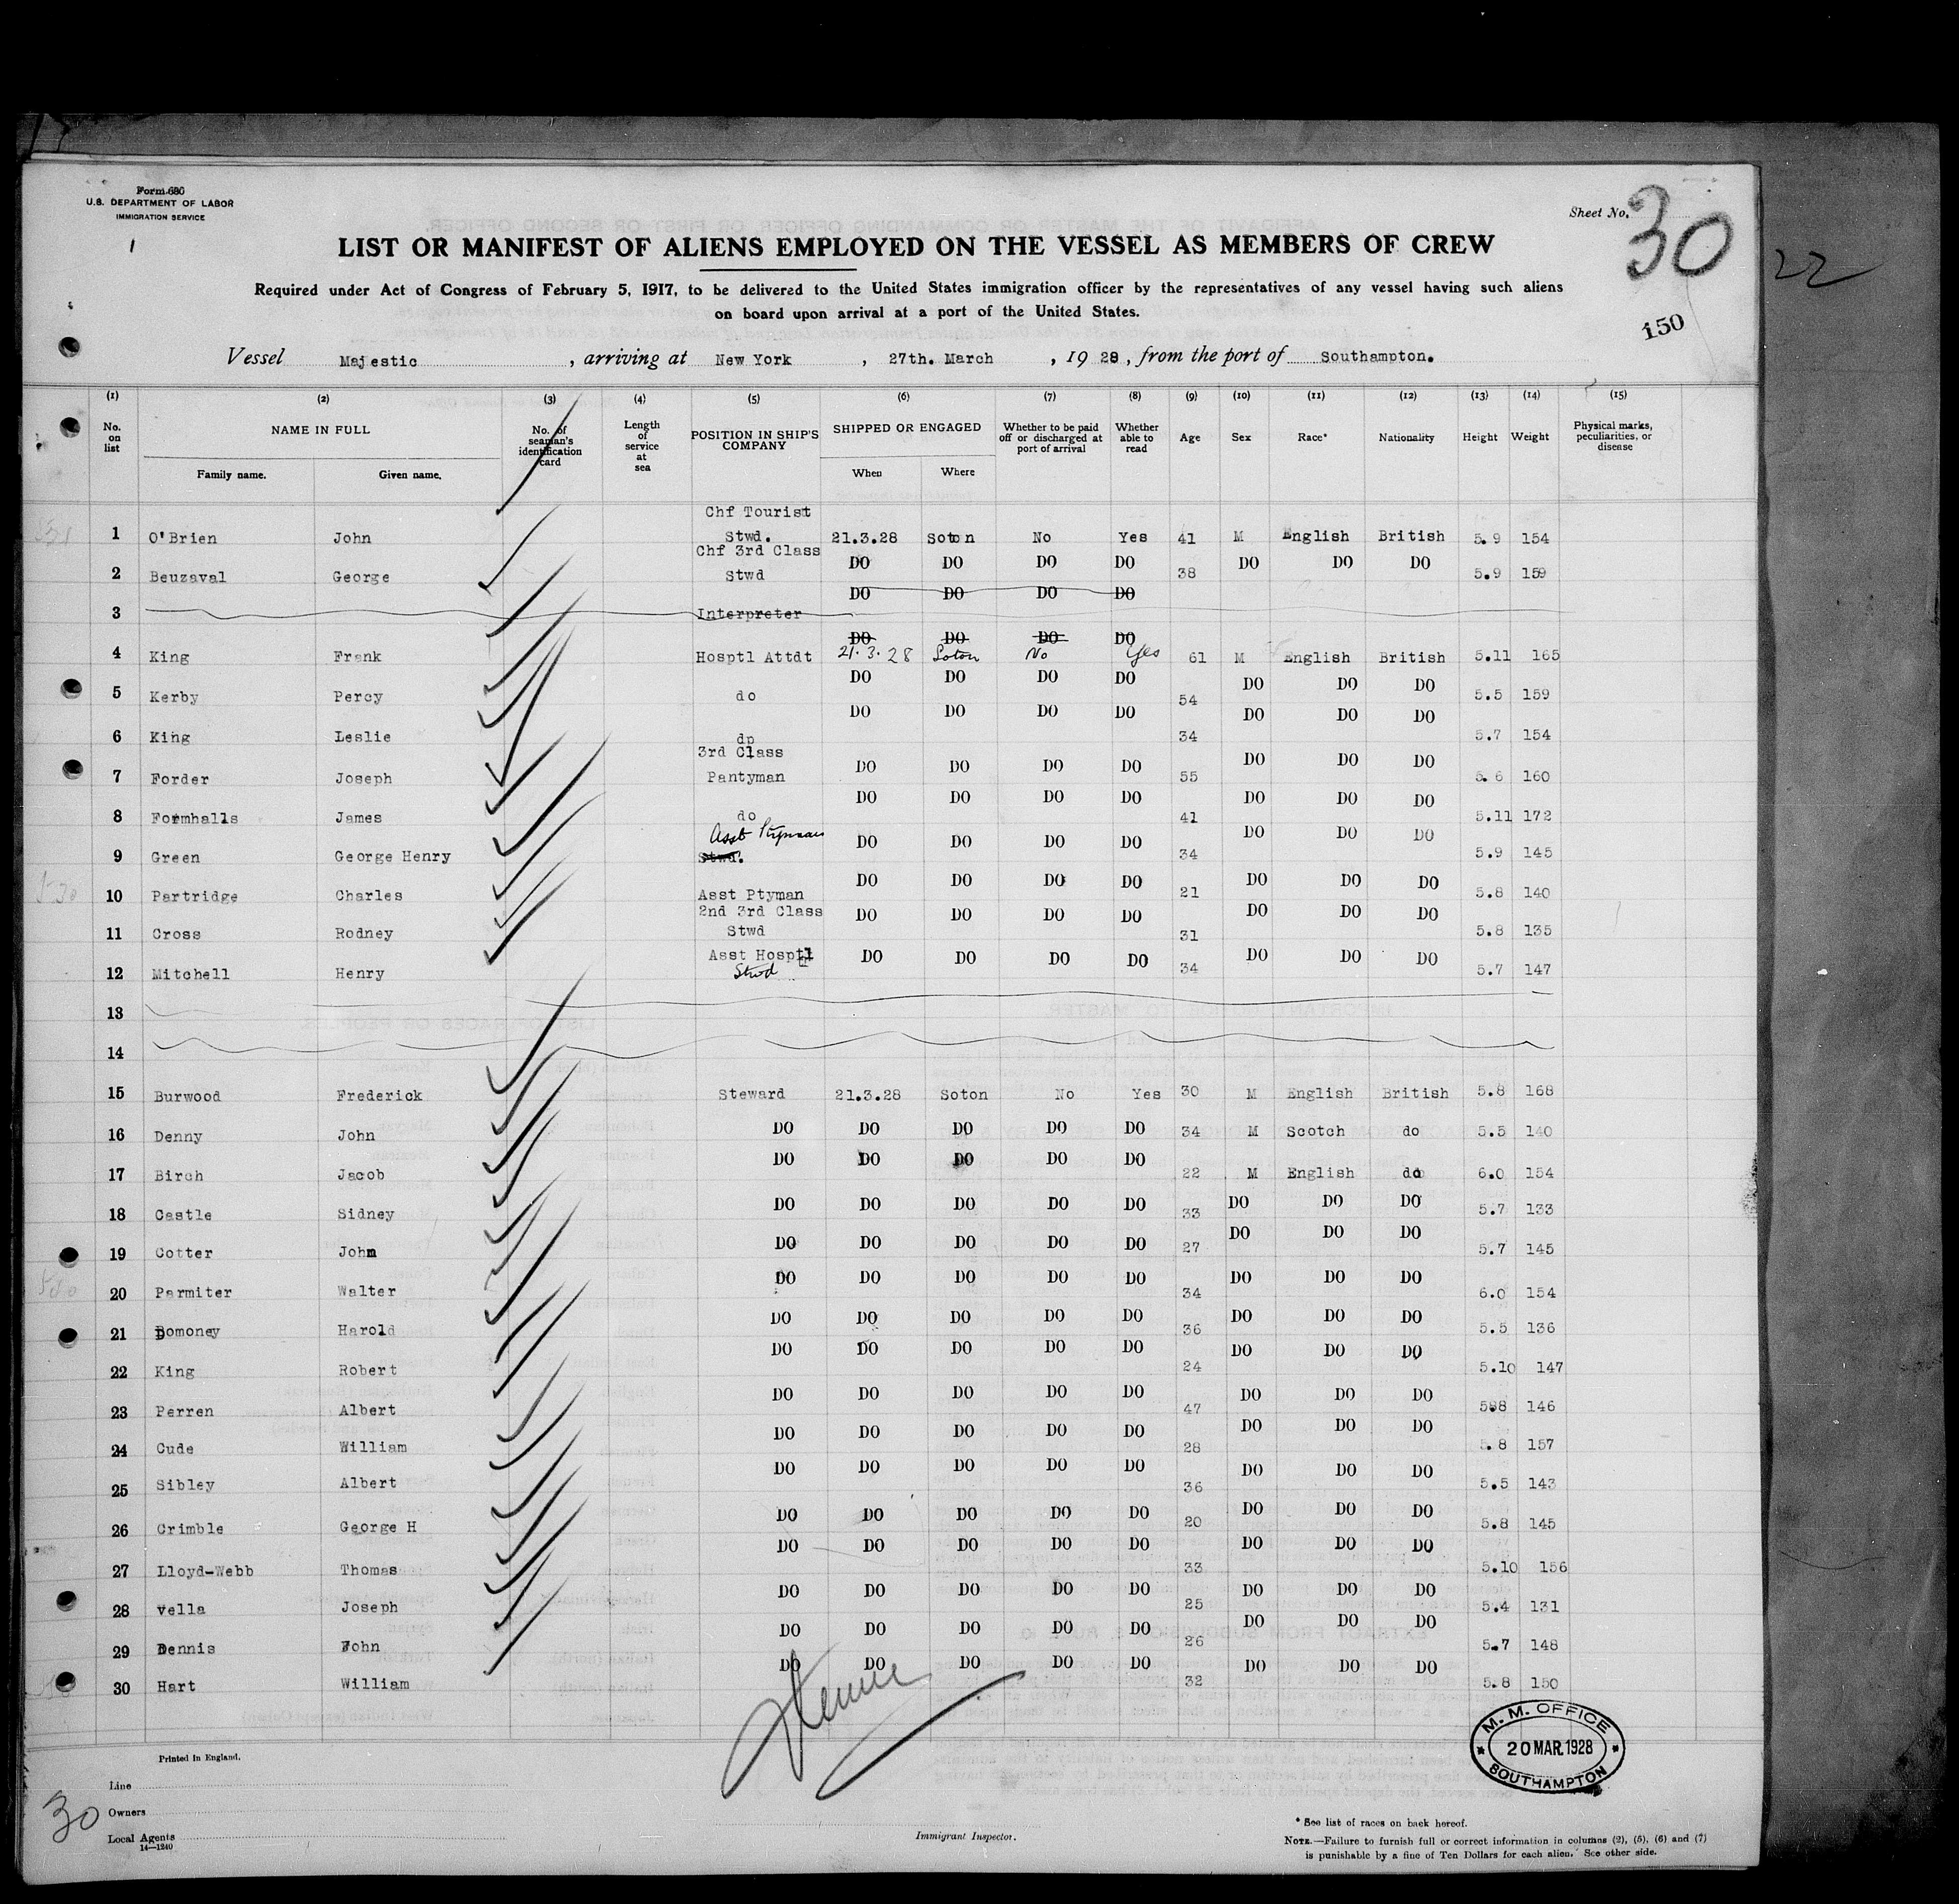 Form 680
U.S. DEPARTMENT OF LABOR
IMMIGRATION SERVICE
Sheet No. 30
22
LIST OR MANIFEST OF ALIENS EMPLOYED ON THE VESSEL AS MEMBERS OF CREW
Required under Act of Congress of February 5, 1917, to be delivered to the United States immigration officer by the representatives of any vessel having such aliens
on board upon arrival at a port of the United States.
150
Vessel Majestic, arriving at New York, 27th. March, 1928, from the port of Southampton.
(1) (2) (3) (4) (5) (6) (7) (8) (9) (10) (11) (12) (13) (14) (15)
No. on list NAME IN FULL Family name. Given name. No. of seaman's identification card Length of service at sea POSITION IN SHIP'S COMPANY SHIPPED OR ENGAGED When Where Whether to be paid off or discharged at port of arrival Whether able to read Age Sex Race* Nationality Height Weight Physical marks, peculiarities, or disease
1 O'Brien John Chf Tourist Stwd. 21.3.28 Soton No Yes 41 M English British 5.9 154
2 Beuzaval George Chf 3rd Class Stwd DO DO DO DO 38 DO DO DO 5.9 159
3 Interpreter DO DO DO DO
4 King Frank Hosptl Attdt DO DO DO DO 21.3.28 Soton No Yes 61 M English British 5.11 165
5 Kerby Percy do DO DO DO DO 54 DO DO DO 5.5 159
6 King Leslie do DO DO DO DO 34 DO DO DO 5.7 154
7 Forder Joseph 3rd Class Pantyman DO DO DO DO 55 DO DO DO 5.6 160
8 Formhalls James do DO DO DO DO 41 DO DO DO 5.11 172
9 Green George Henry Stwd. Asst DO DO DO DO 34 DO DO DO 5.9 145
10 Partridge Charles Asst Ptyman DO DO DO DO 21 DO DO DO 5.8 140
11 Cross Rodney 2nd 3rd Class Stwd DO DO DO DO 31 DO DO DO 5.8 135
12 Mitchell Henry Asst Hosptl Stwd DO DO DO DO 34 DO DO DO 5.7 147
13
14
15 Burwood Frederick Steward 21.3.28 Soton No Yes 30 M English British 5.8 168
16 Denny John DO DO DO DO DO 34 M Scotch do 5.5 140
17 Birch Jacob DO DO DO DO DO 22 M English do 6.0 154
18 Castle Sidney DO DO DO DO DO 33 DO DO DO 5.7 133
19 Cotter John DO DO DO DO DO 27 DO DO DO 5.7 145
20 Parmiter Walter DO DO DO DO DO 34 DO DO DO 6.0 154
21 Domoney Harold DO DO DO DO DO 36 DO DO DO 5.5 136
22 King Robert DO DO DO DO DO 24 DO DO DO 5.10 147
23 Perren Albert DO DO DO DO DO 47 DO DO DO 5.8 146
24 Cude William DO DO DO DO DO 28 DO DO DO 5.8 157
25 Sibley Albert DO DO DO DO DO 36 DO DO DO 5.5 143
26 Crimble George H DO DO DO DO DO 20 DO DO DO 5.8 145
27 Lloyd-Webb Thomas DO DO DO DO DO 33 DO DO DO 5.10 156
28 Vella Joseph DO DO DO DO DO 25 DO DO DO 5.4 131
29 Dennis John DO DO DO DO DO 26 DO DO DO 5.7 148
30 Hart William DO DO DO DO DO 32 DO DO DO 5.8 150
M. M. OFFICE
20 MAR. 1928
SOUTHAMPTON
Printed in England.
Line
30
Owners
Local Agents
14—1240
Immigrant Inspector.
* See list of races on back hereof.
NOTE.—Failure to furnish full or correct information in columns (2), (5), (6) and (7)
is punishable by a fine of Ten Dollars for each alien. See other side.